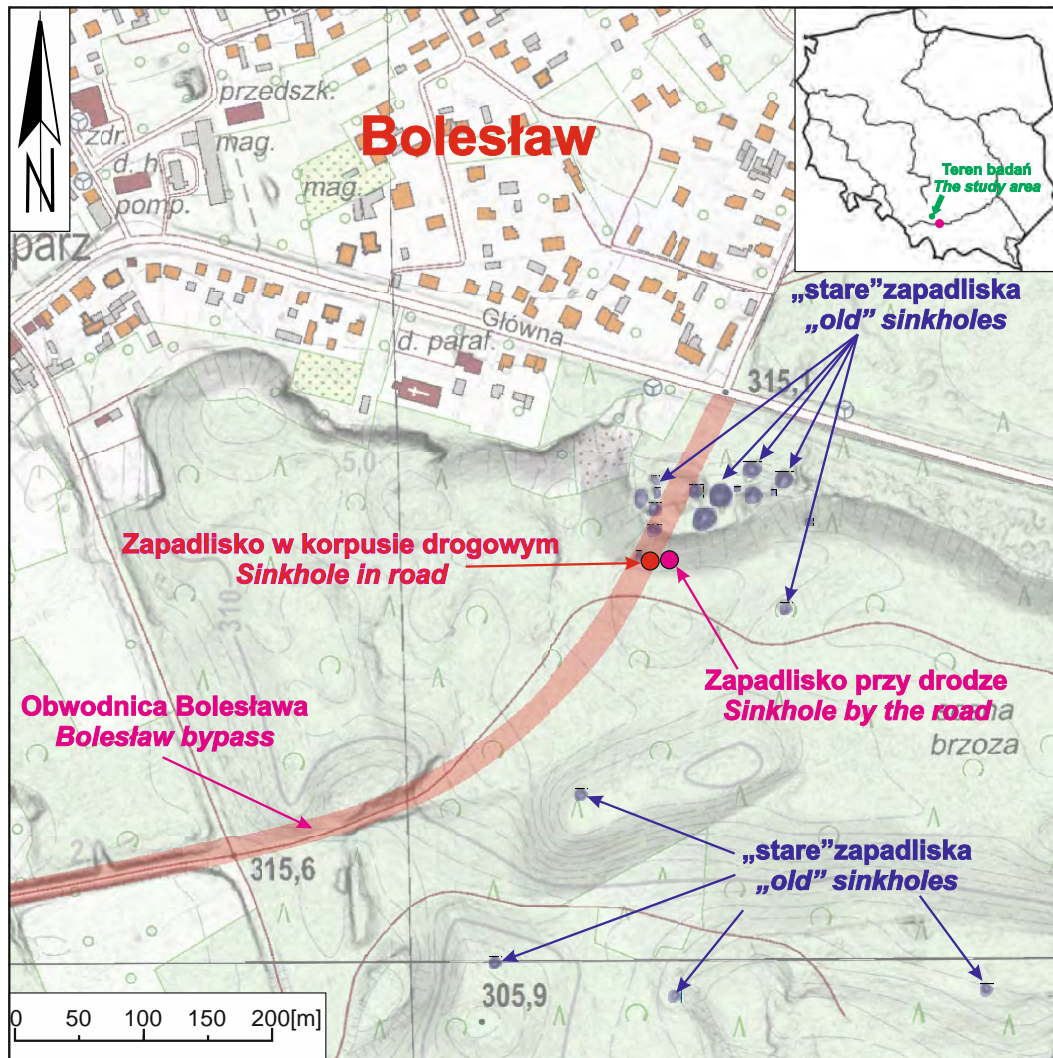 Bolesław
N
przedszk.
zdr.
mag.
d. h.
pomp.
mag.
parz
Teren badań
The study area
Główna
d. paraf.
„stare”zapadliska
„old” sinkholes
315,1
5,0
Zapadlisko w korpusie drogowym
Sinkhole in road
310
Zapadlisko przy drodze
Sinkhole by the road
brzoza
Obwodnica Bolesława
Bolesław bypass
315,6
„stare”zapadliska
„old” sinkholes
305,9
0 50 100 150 200[m]